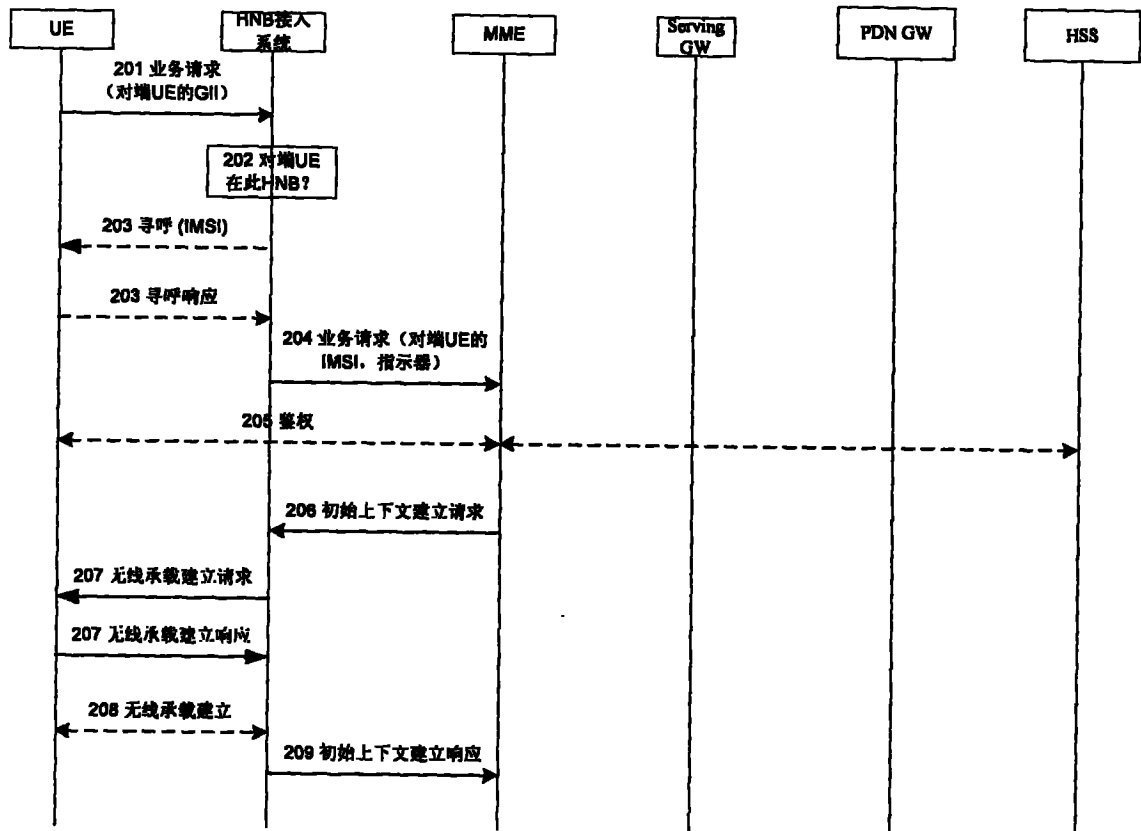 UE
HNB接入
系统
MME
Serving
GW
PDN GW
HSS
201 业务请求
（对端UE的GII）
202 对端UE
在此HNB？
203 寻呼 (IMSI)
203 寻呼响应
204 业务请求（对端UE的
IMSI，指示器）
205 鉴权
206 初始上下文建立请求
207 无线承载建立请求
207 无线承载建立响应
208 无线承载建立
209 初始上下文建立响应